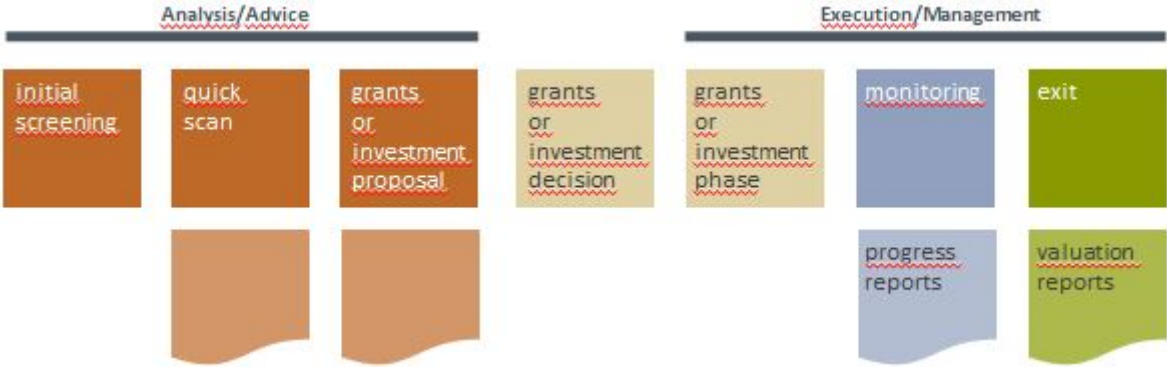 Analysis/Advice
Execution/Management
initial
screening
quick
scan
grants
or
investment
proposal
grants
or
investment
decision
grants
or
investment
phase
monitoring
exit
progress
reports
valuation
reports